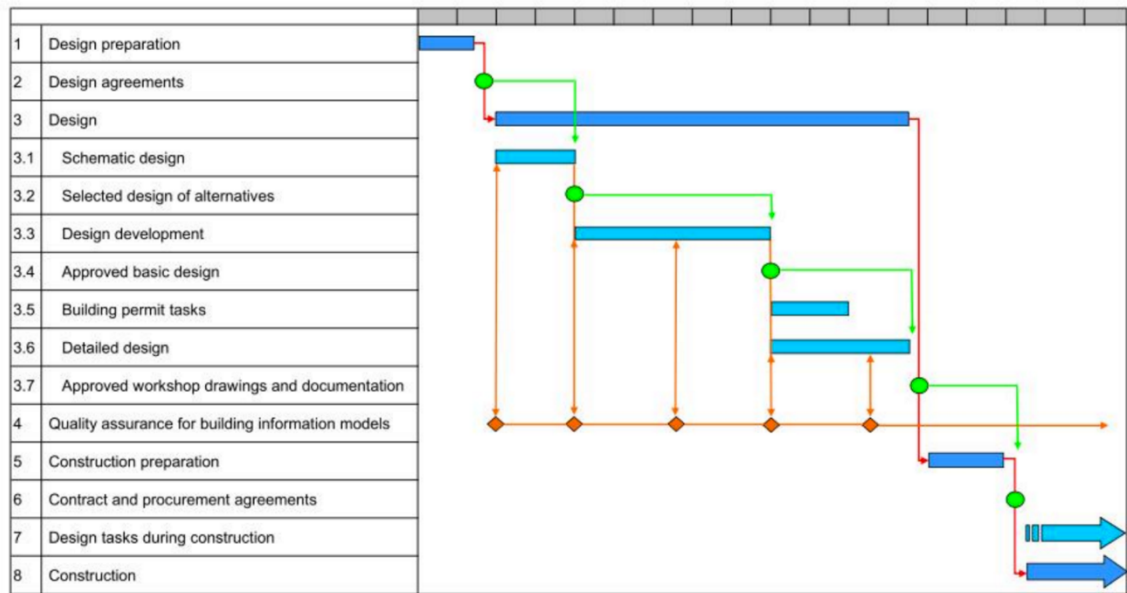 1 Design preparation
2 Design agreements
3 Design
3.1 Schematic design
3.2 Selected design of alternatives
3.3 Design development
3.4 Approved basic design
3.5 Building permit tasks
3.6 Detailed design
3.7 Approved workshop drawings and documentation
4 Quality assurance for building information models
5 Construction preparation
6 Contract and procurement agreements
7 Design tasks during construction
8 Construction